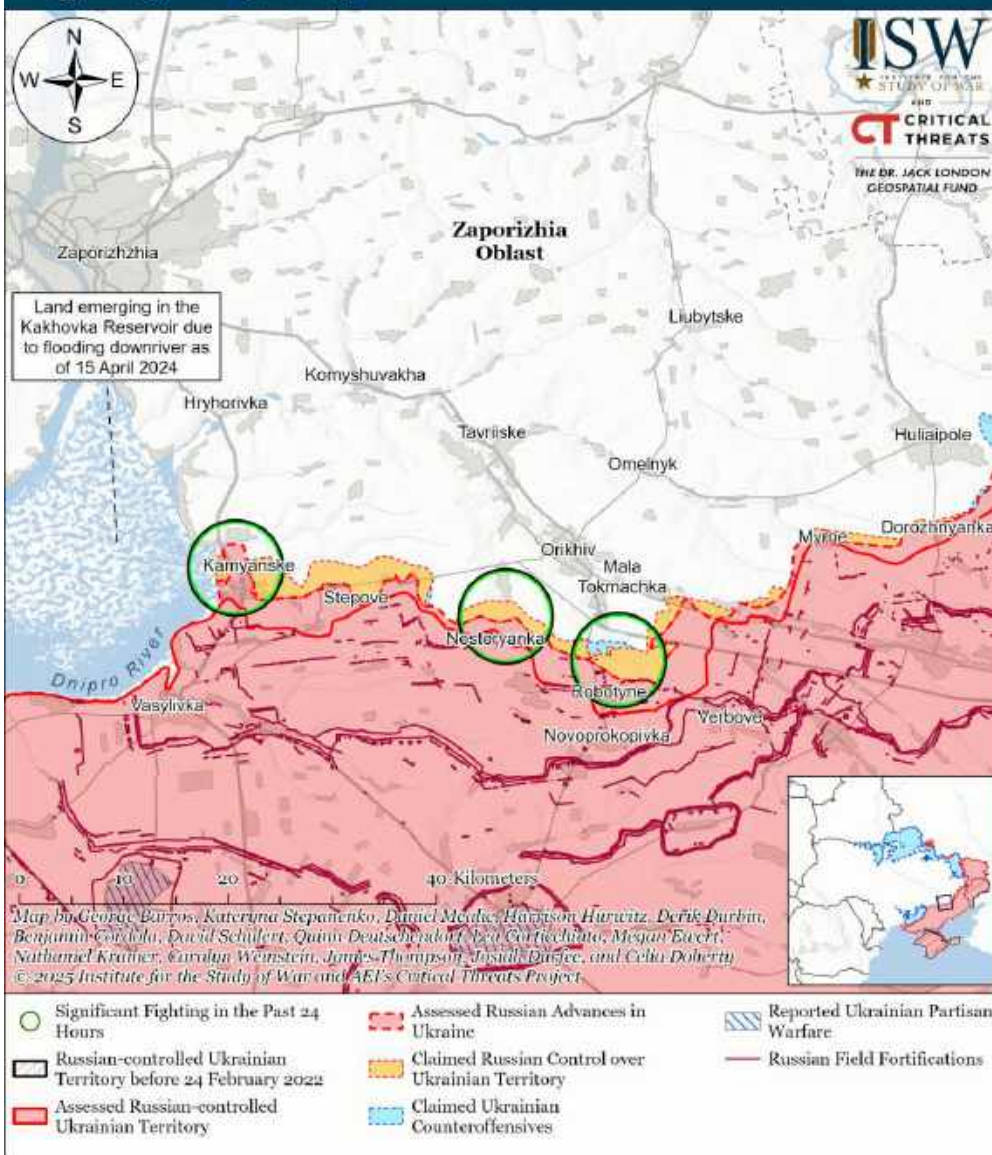 N
W E
S
ISW
INSTITUTE FOR THE
STUDY OF WAR
AND
CT CRITICAL
THREATS
THE DR. JACK LONDON
GEOSPATIAL FUND
Zaporizhia
Oblast
Zaporizhzhia
Land emerging in the
Kakhovka Reservoir due
to flooding downriver as
of 15 April 2024
Liubytske
Komyshuvakha
Hryhorivka
Tavriiske
Huliaipole
Omelnyk
Dorozhnyanka
Myrne
Orikhiv
Kamyanske
Mala
Tokmachka
Stepove
Nesteryanka
Dnipro River
Robotyne
Vasylivka
Verbove
Novoprokopivka
0 10 20 40 Kilometers
Map by George Barros, Kateryna Stepanenko, Daniel Mealie, Harrison Hurwitz, Derik Durbin,
Benjamin Cordola, David Schulert, Quinn Deutschendorf, Lea Corticchiato, Megan Ewert,
Nathaniel Kramer, Carolyn Weinstein, James Thompson, Josiah Durfee, and Celia Doherty
© 2025 Institute for the Study of War and AEI's Critical Threats Project
Significant Fighting in the Past 24
Hours
Russian-controlled Ukrainian
Territory before 24 February 2022
Assessed Russian-controlled
Ukrainian Territory
Assessed Russian Advances in
Ukraine
Claimed Russian Control over
Ukrainian Territory
Claimed Ukrainian
Counteroffensives
Reported Ukrainian Partisan
Warfare
Russian Field Fortifications